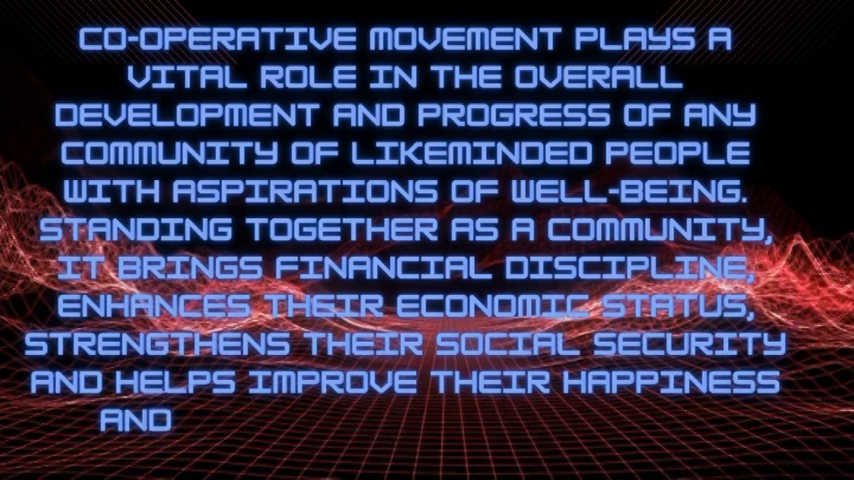 CO-OPERATIVE MOVEMENT PLAYS A
VITAL ROLE IN THE OVERALL
DEVELOPMENT AND PROGRESS OF ANY
COMMUNITY OF LIKEMINDED PEOPLE
WITH ASPIRATIONS OF WELL-BEING.
STANDING TOGETHER AS A COMMUNITY,
IT BRINGS FINANCIAL DISCIPLINE,
ENHANCES THEIR ECONOMIC STATUS,
STRENGTHENS THEIR SOCIAL SECURITY
AND HELPS IMPROVE THEIR HAPPINESS
AND